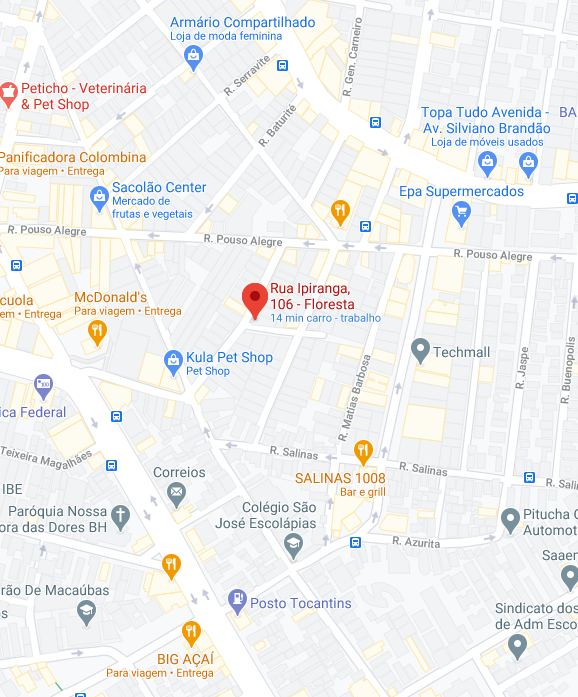 Armário Compartilhado
Loja de moda feminina
R. Gen. Carneiro
R. Serravite
Peticho - Veterinária
& Pet Shop
R. Baturité
Topa Tudo Avenida -
Av. Silviano Brandão
Loja de móveis usados
BA
Panificadora Colombina
Para viagem • Entrega
Sacolão Center
Mercado de
frutas e vegetais
Epa Supermercados
R. Pouso Alegre
R. Pouso Alegre
R. Pouso Alegre
Rua Ipiranga,
106 - Floresta
14 min carro - trabalho
cuola
em • Entrega
McDonald's
Para viagem • Entrega
Kula Pet Shop
Pet Shop
Techmall
R. Jaspe
R. Buenopolis
R. Matias Barbosa
ica Federal
Teixeira Magalhães
R. Salinas
R. Salinas
R. Salin
SALINAS 1008
Bar e grill
IBE
Correios
Paróquia Nossa
ora das Dores BH
Colégio São
José Escolápias
Pitucha C
Automot
R. Azurita
Saaen
rão De Macaúbas
os
Posto Tocantins
Sindicato dos
de Adm Esco
BIG AÇAÍ
Para viagem • Entrega